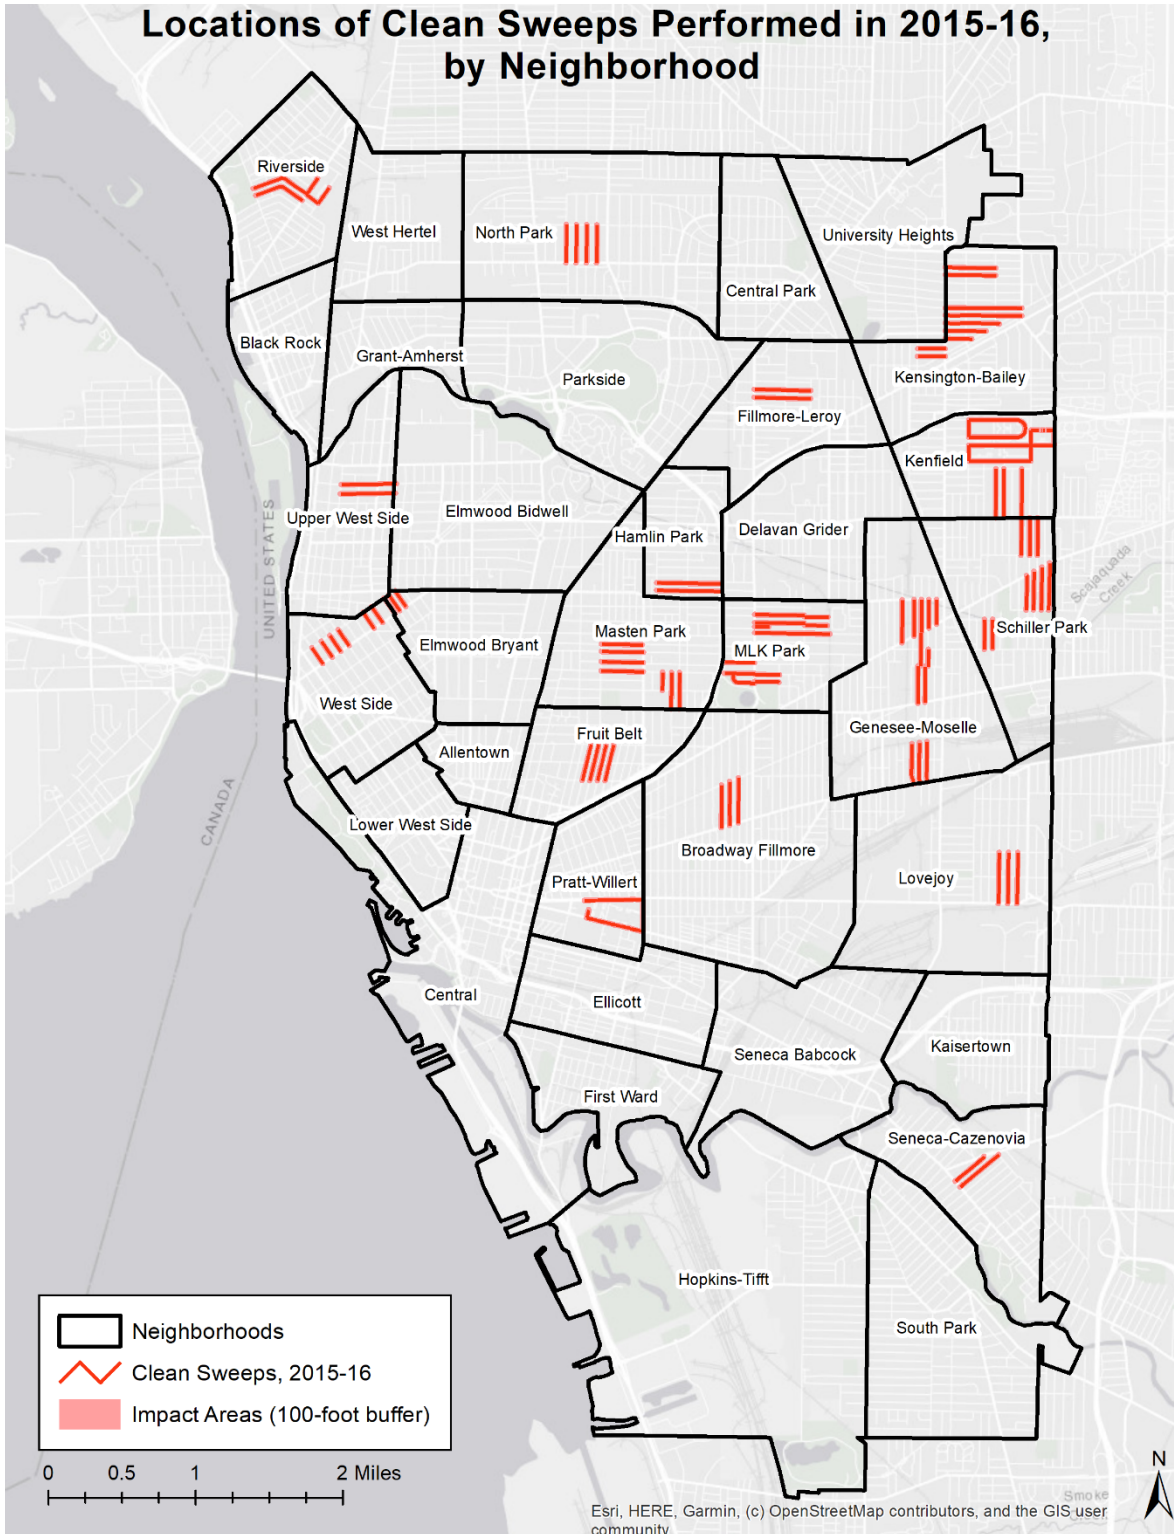 Locations of Clean Sweeps Performed in 2015-16,
by Neighborhood
Riverside
West Hertel
North Park
University Heights
Central Park
Black Rock
Grant-Amherst
Parkside
Kensington-Bailey
Fillmore-Leroy
Kenfield
Upper West Side
Elmwood Bidwell
Hamlin Park
Delavan Grider
UNITED STATES
Scajaquada
Creek
Schiller Park
Masten Park
MLK Park
Elmwood Bryant
West Side
Genesee-Moselle
Fruit Belt
Allentown
CANADA
Lower West Side
Broadway Fillmore
Pratt-Willert
Lovejoy
Central
Ellicott
Seneca Babcock
Kaisertown
First Ward
Seneca-Cazenovia
Hopkins-Tifft
South Park
Neighborhoods
Clean Sweeps, 2015-16
Impact Areas (100-foot buffer)
0 0.5 1 2 Miles
N
Smoke
Esri, HERE, Garmin, (c) OpenStreetMap contributors, and the GIS user
community